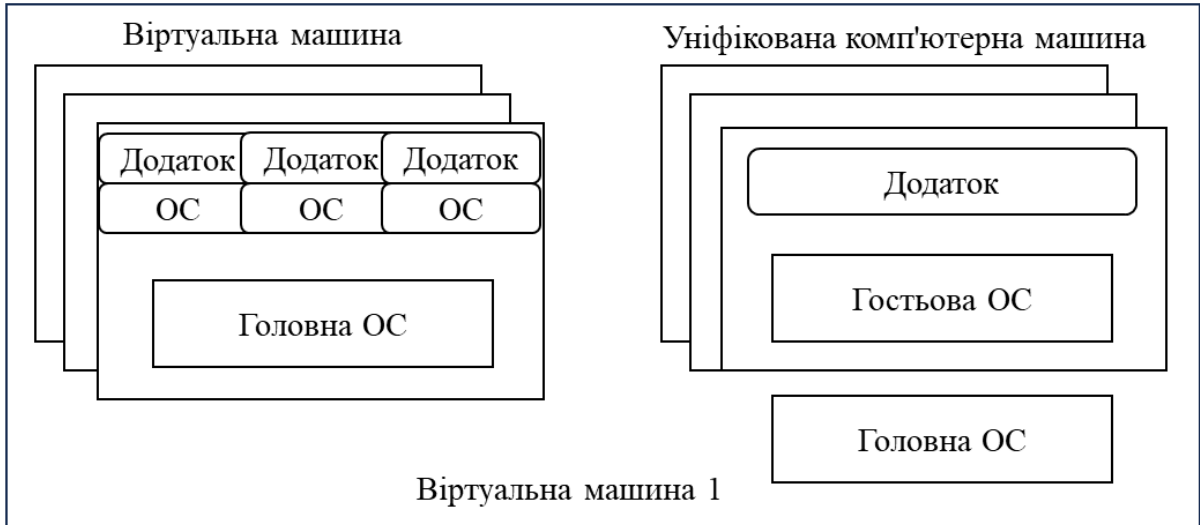 Віртуальна машина
Уніфікована комп'ютерна машина
Додаток Додаток Додаток
ОС ОС ОС
Головна ОС
Додаток
Гостьова ОС
Головна ОС
Віртуальна машина 1